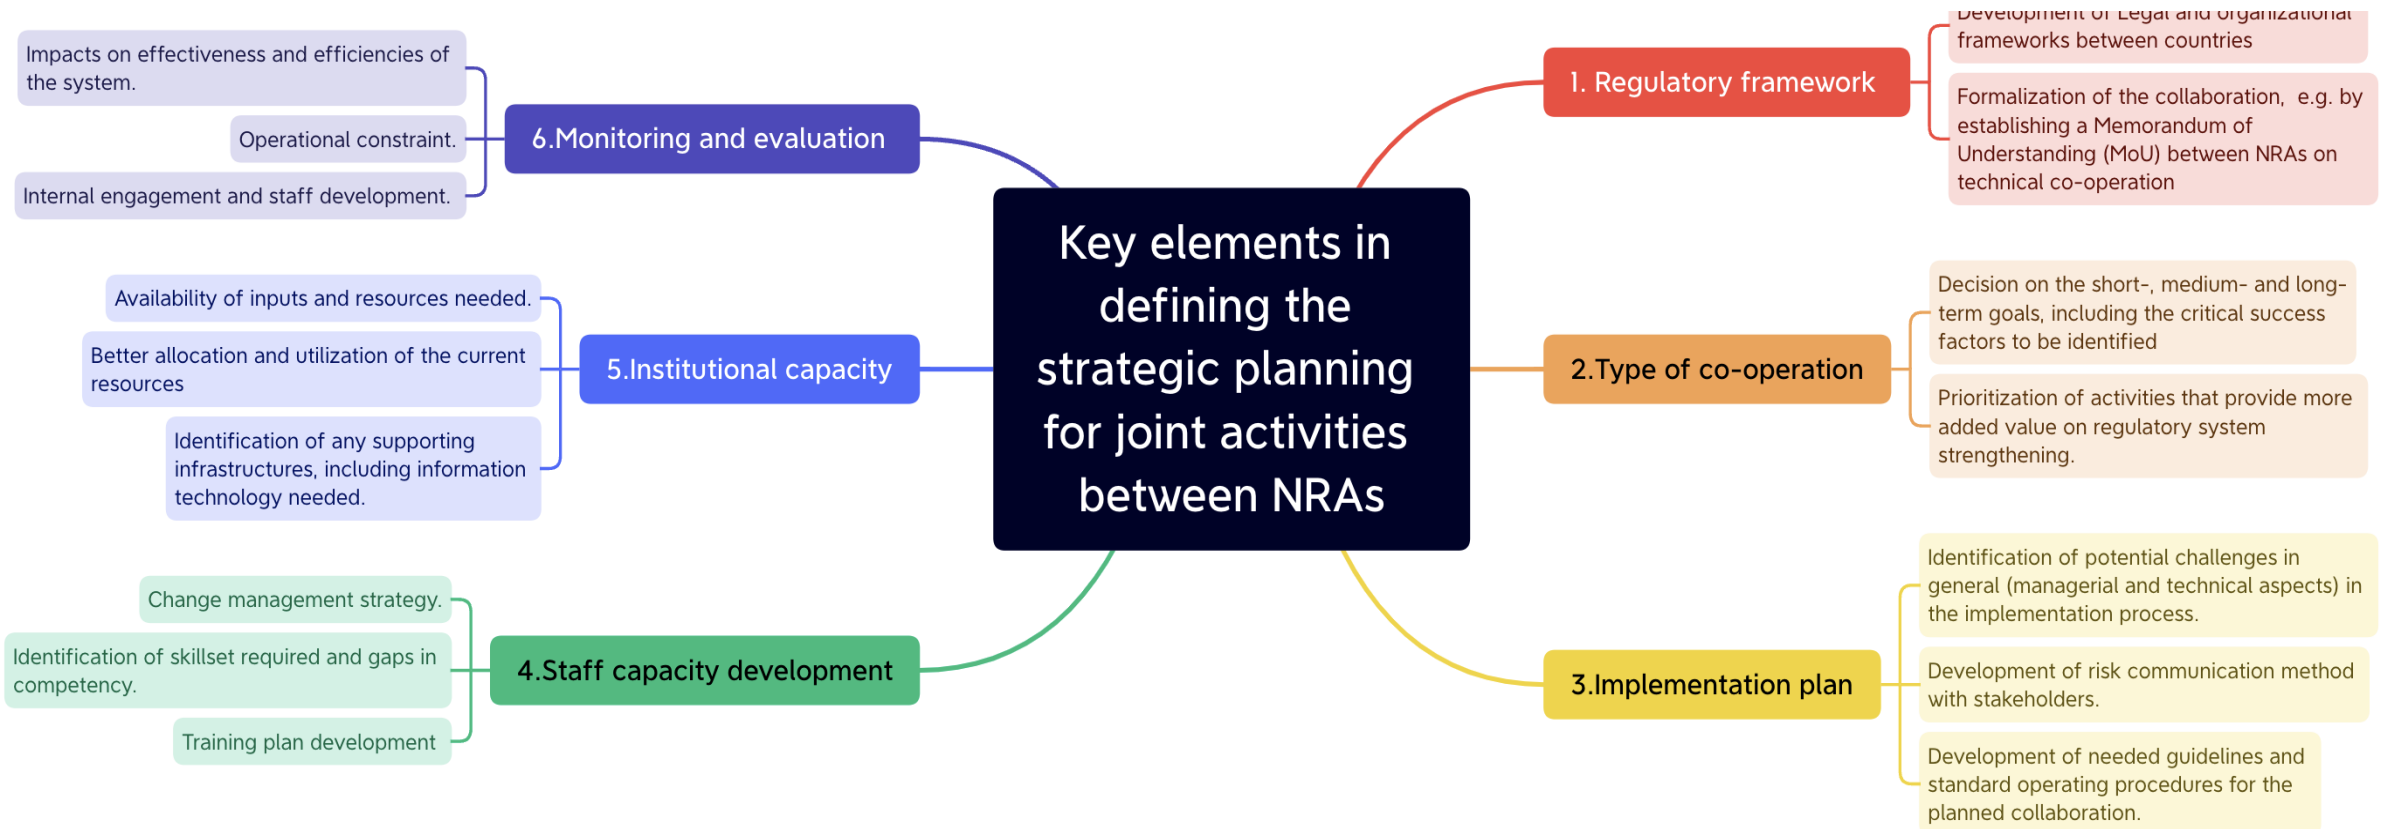 Key elements in
defining the
strategic planning
for joint activities
between NRAs
1. Regulatory framework
Development of Legal and organizational
frameworks between countries
Formalization of the collaboration,  e.g. by
establishing a Memorandum of
Understanding (MoU) between NRAs on
technical co-operation
2.Type of co-operation
Decision on the short-, medium- and long-
term goals, including the critical success
factors to be identified
Prioritization of activities that provide more
added value on regulatory system
strengthening.
3.Implementation plan
Identification of potential challenges in
general (managerial and technical aspects) in
the implementation process.
Development of risk communication method
with stakeholders.
Development of needed guidelines and
standard operating procedures for the
planned collaboration.
4.Staff capacity development
Change management strategy.
Identification of skillset required and gaps in
competency.
Training plan development
5.Institutional capacity
Availability of inputs and resources needed.
Better allocation and utilization of the current
resources
Identification of any supporting
infrastructures, including information
technology needed.
6.Monitoring and evaluation
Impacts on effectiveness and efficiencies of
the system.
Operational constraint.
Internal engagement and staff development.